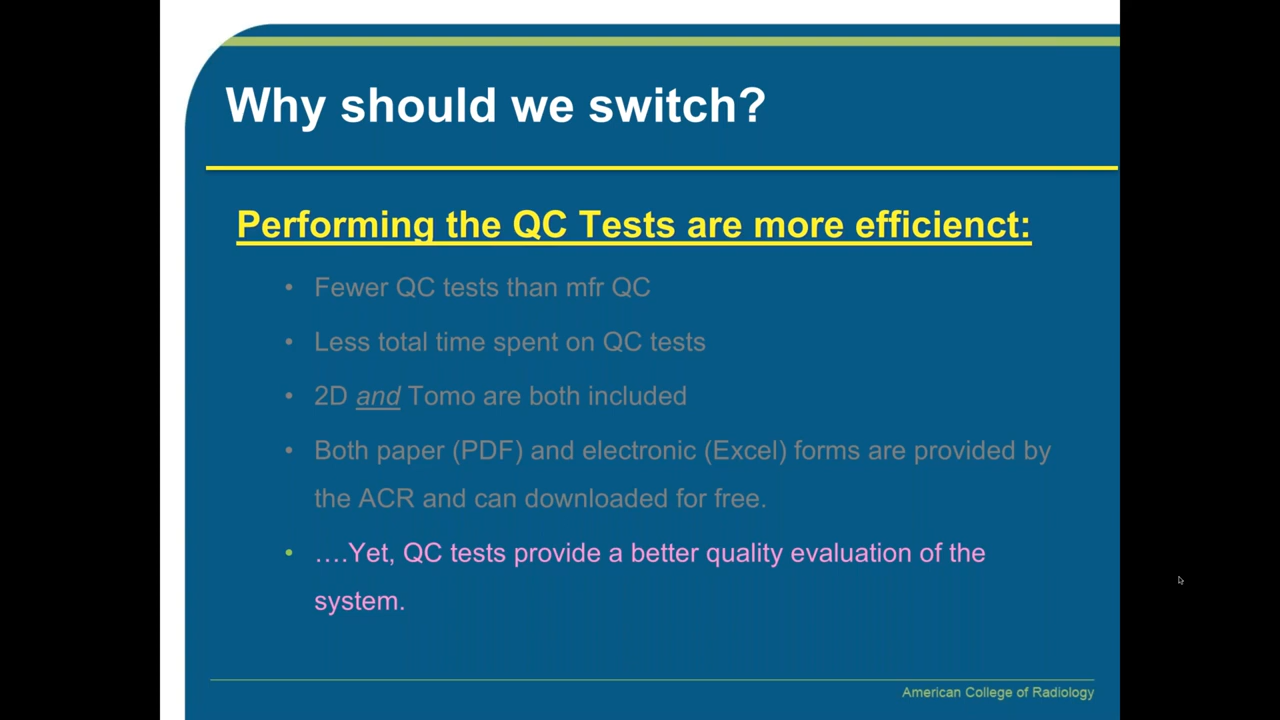 Why should we switch?
Performing the QC Tests are more efficienct:
• Fewer QC tests than mfr QC
• Less total time spent on QC tests
• 2D and Tomo are both included
• Both paper (PDF) and electronic (Excel) forms are provided by
the ACR and can downloaded for free.
• ….Yet, QC tests provide a better quality evaluation of the
system.
American College of Radiology